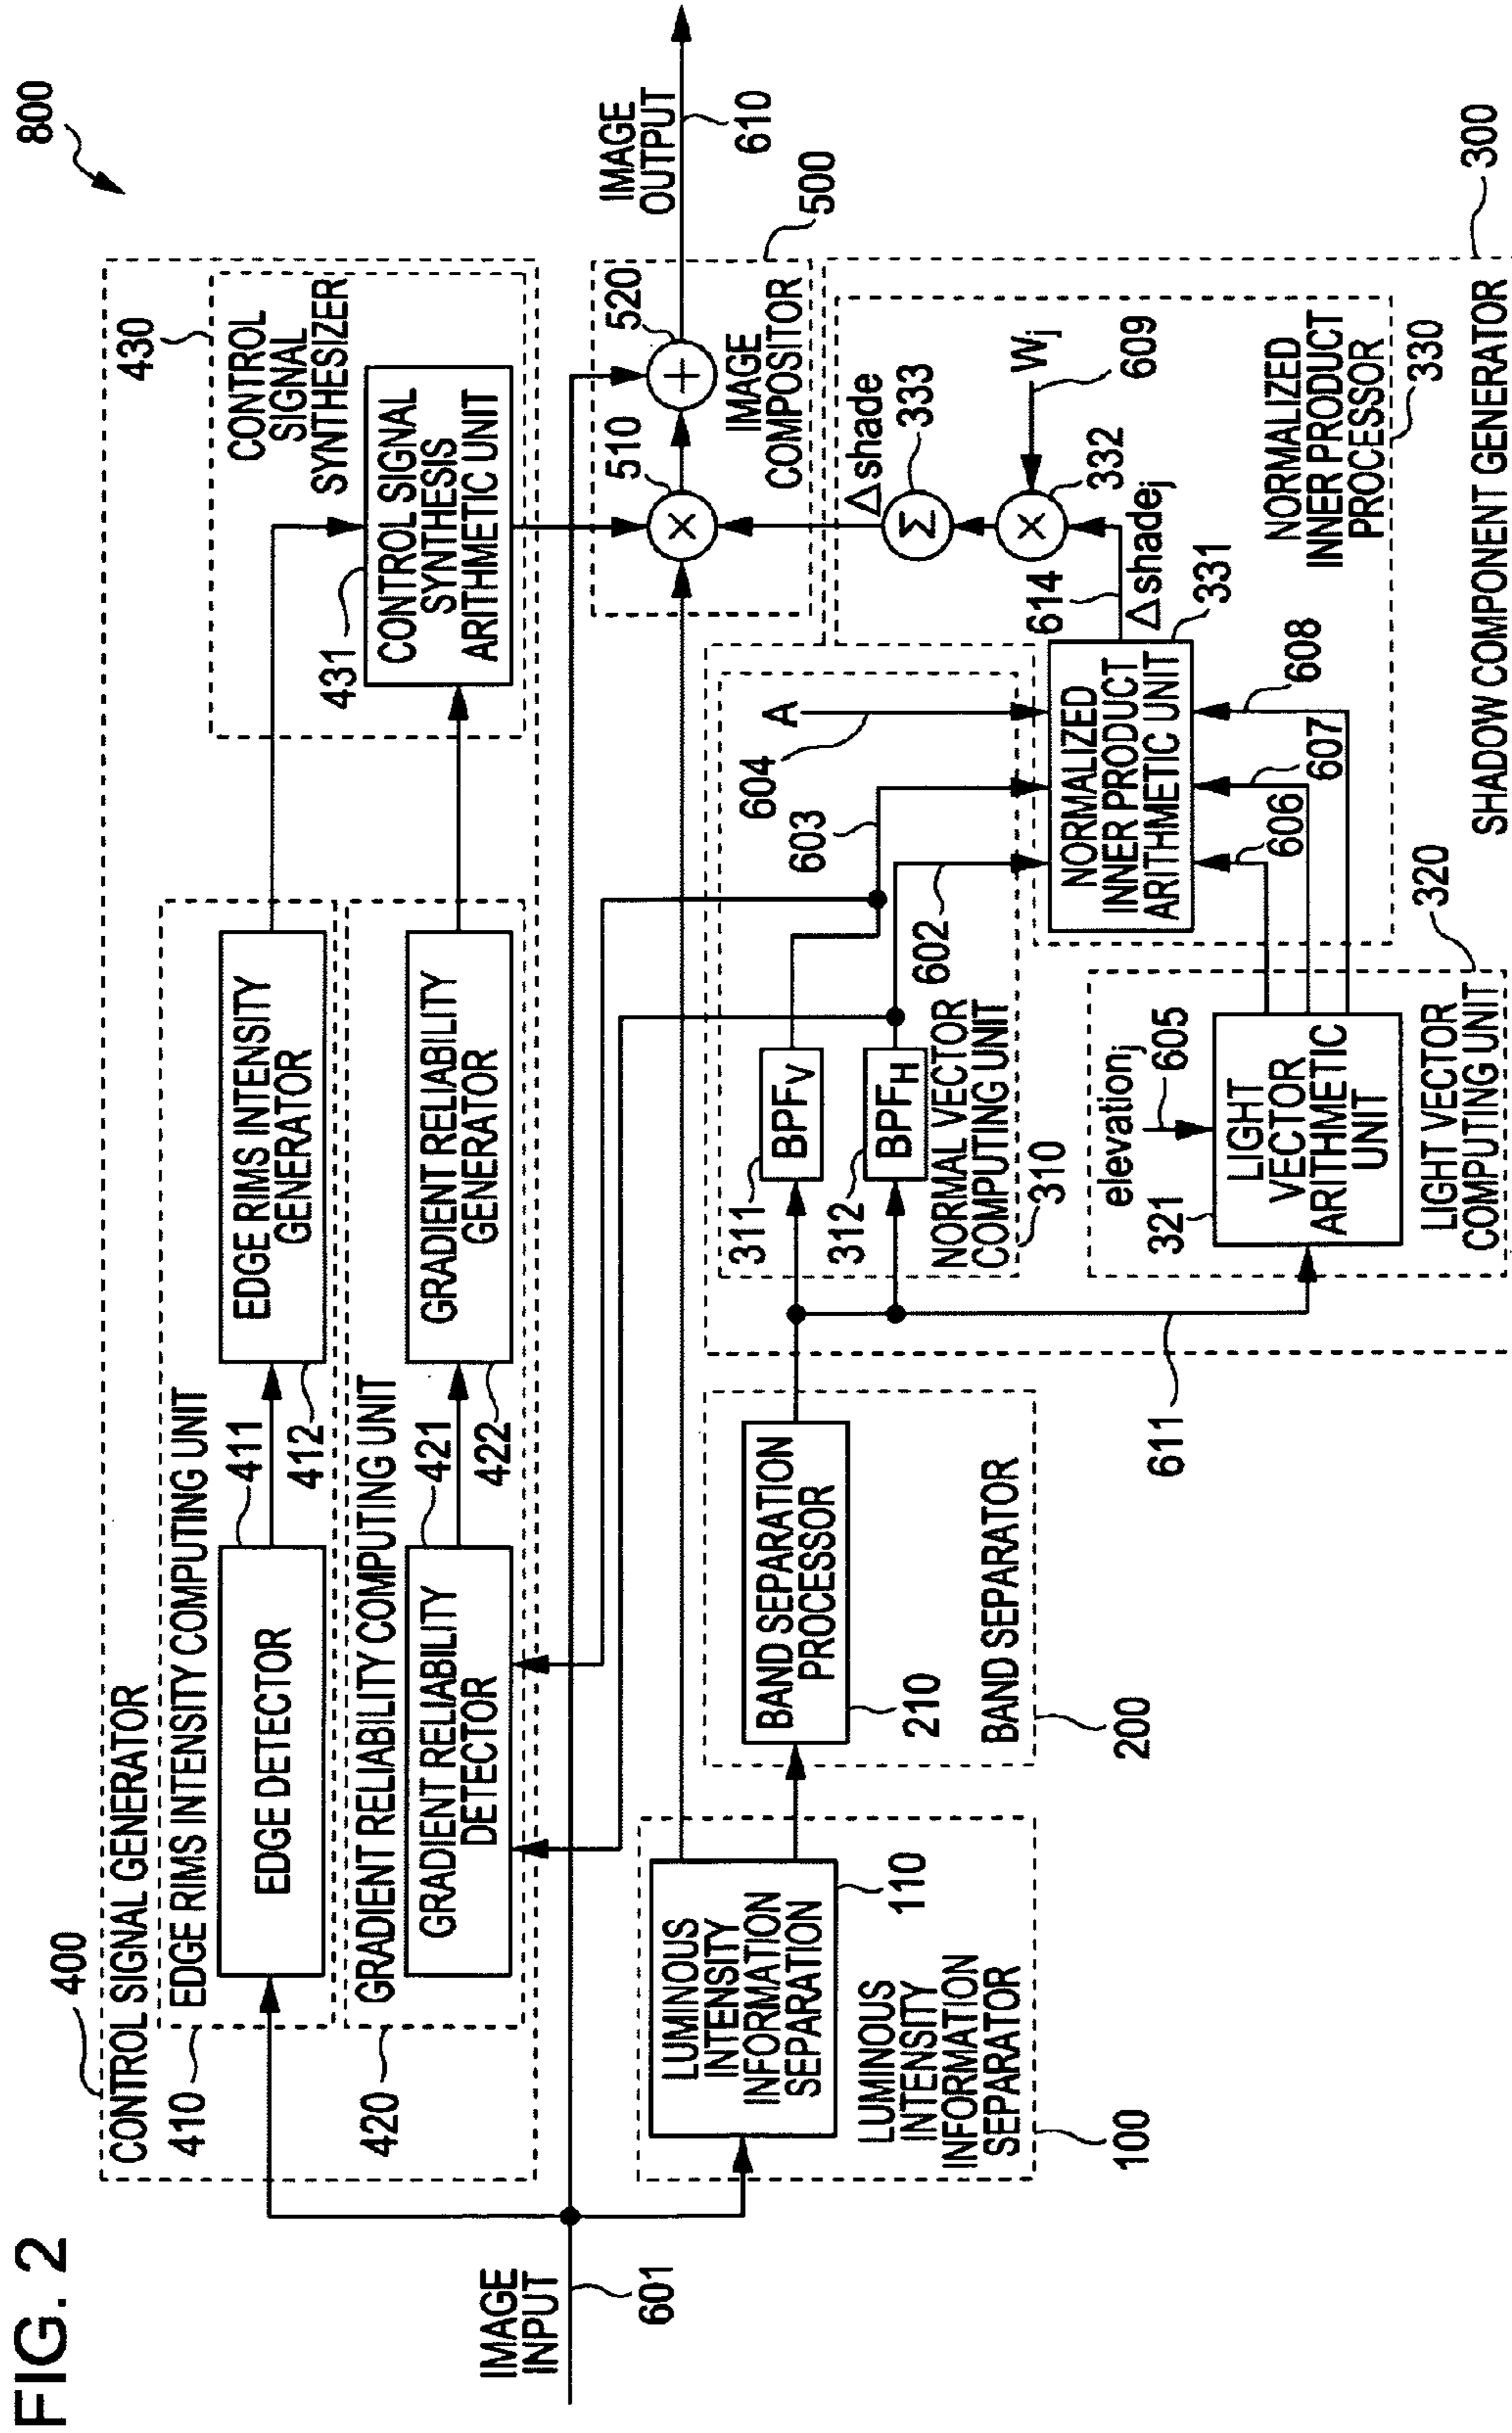 FIG. 2
800
400
CONTROL SIGNAL GENERATOR
410
EDGE RIMS INTENSITY COMPUTING UNIT
EDGE DETECTOR
411
EDGE RIMS INTENSITY
GENERATOR
412
420
GRADIENT RELIABILITY COMPUTING UNIT
GRADIENT RELIABILITY
DETECTOR
421
GRADIENT RELIABILITY
GENERATOR
422
430
CONTROL
SIGNAL
SYNTHESIZER
431
CONTROL SIGNAL
SYNTHESIS
ARITHMETIC UNIT
IMAGE
INPUT
601
IMAGE
OUTPUT
610
510
×
520
+
IMAGE
COMPOSITOR
500
LUMINOUS
INTENSITY
INFORMATION
SEPARATION
110
LUMINOUS
INTENSITY
INFORMATION
SEPARATOR
100
BAND SEPARATION
PROCESSOR
210
BAND SEPARATOR
200
611
311
BPFV
312
BPFH
NORMAL VECTOR
COMPUTING UNIT
310
602
603
604
A
NORMALIZED
INNER PRODUCT
ARITHMETIC UNIT
331
614
Δshadej
×
332
Wj
609
Σ
333
Δshade
NORMALIZED
INNER PRODUCT
PROCESSOR
330
elevationj
605
321
LIGHT
VECTOR
ARITHMETIC
UNIT
LIGHT VECTOR
COMPUTING UNIT
320
606
607
608
SHADOW COMPONENT GENERATOR
300